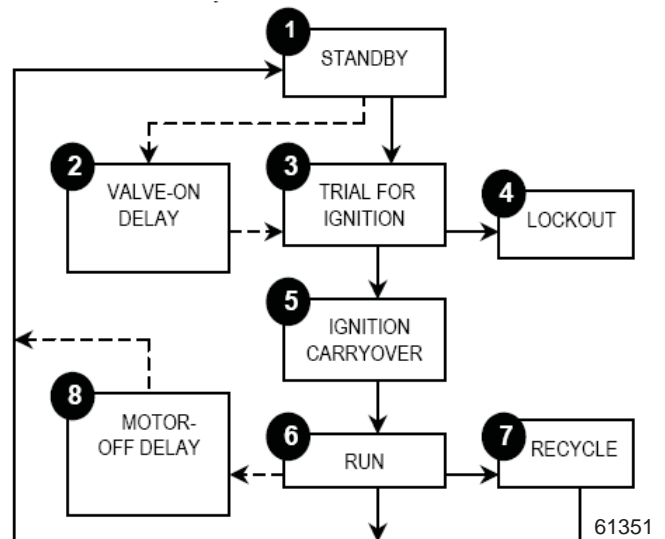 1
STANDBY
2
VALVE-ON
DELAY
3
TRIAL FOR
IGNITION
4
LOCKOUT
5
IGNITION
CARRYOVER
8
MOTOR-
OFF DELAY
6
RUN
7
RECYCLE
61351